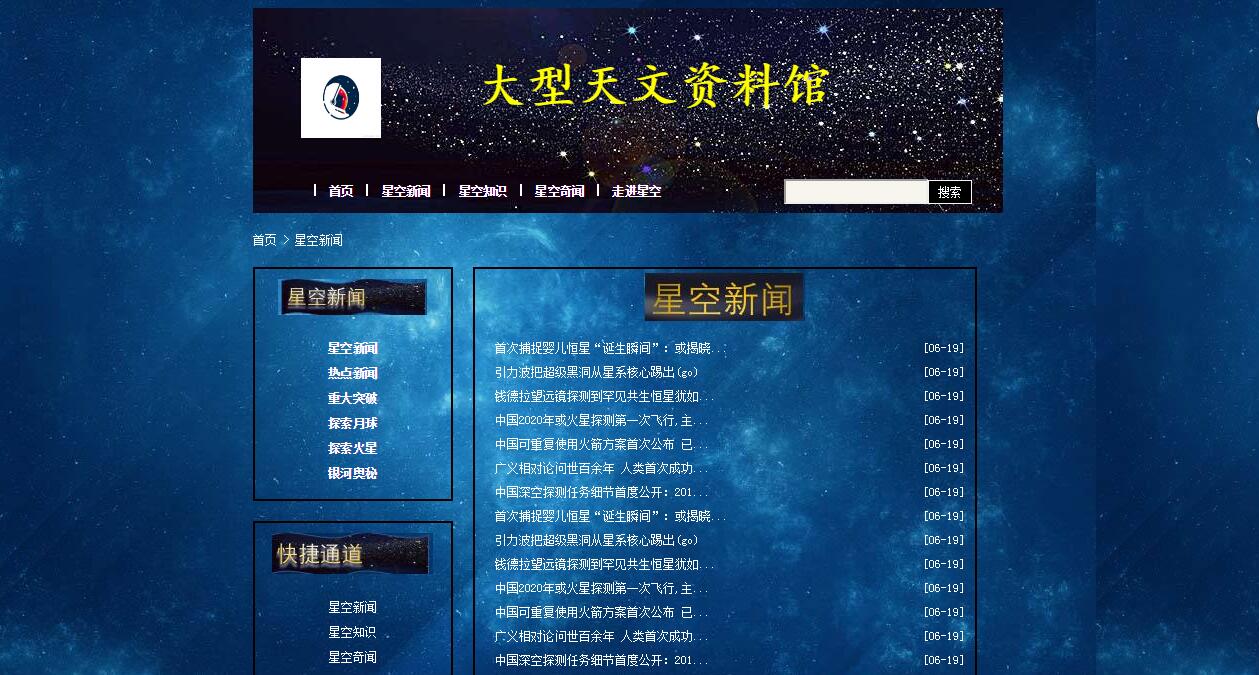 大型天文资料馆
| 首页 | 星空新闻 | 星空知识 | 星空奇闻 | 走进星空
搜索
首页 > 星空新闻
星空新闻
星空新闻
热点新闻
重大突破
探索月球
探索火星
银河奥秘
快捷通道
星空新闻
星空知识
星空奇闻
星空新闻
首次捕捉婴儿恒星“诞生瞬间”：或揭晓... [06-19]
引力波把超级黑洞从星系核心踢出(go) [06-19]
钱德拉望远镜探测到罕见共生恒星犹如... [06-19]
中国2020年或火星探测第一次飞行,主... [06-19]
中国可重复使用火箭方案首次公布 已... [06-19]
广义相对论问世百余年 人类首次成功... [06-19]
中国深空探测任务细节首度公开：201... [06-19]
首次捕捉婴儿恒星“诞生瞬间”：或揭晓... [06-19]
引力波把超级黑洞从星系核心踢出(go) [06-19]
钱德拉望远镜探测到罕见共生恒星犹如... [06-19]
中国2020年或火星探测第一次飞行,主... [06-19]
中国可重复使用火箭方案首次公布 已... [06-19]
广义相对论问世百余年 人类首次成功... [06-19]
中国深空探测任务细节首度公开：201... [06-19]